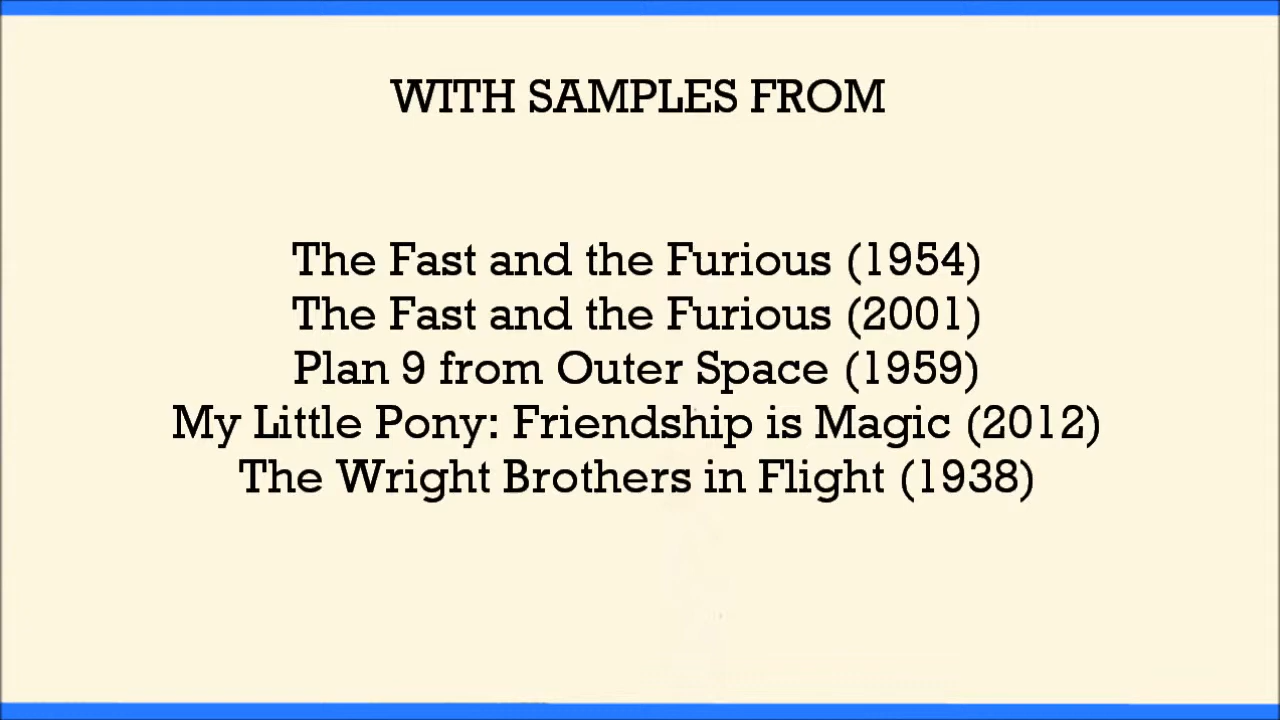 WITH SAMPLES FROM
The Fast and the Furious (1954)
The Fast and the Furious (2001)
Plan 9 from Outer Space (1959)
My Little Pony: Friendship is Magic (2012)
The Wright Brothers in Flight (1938)